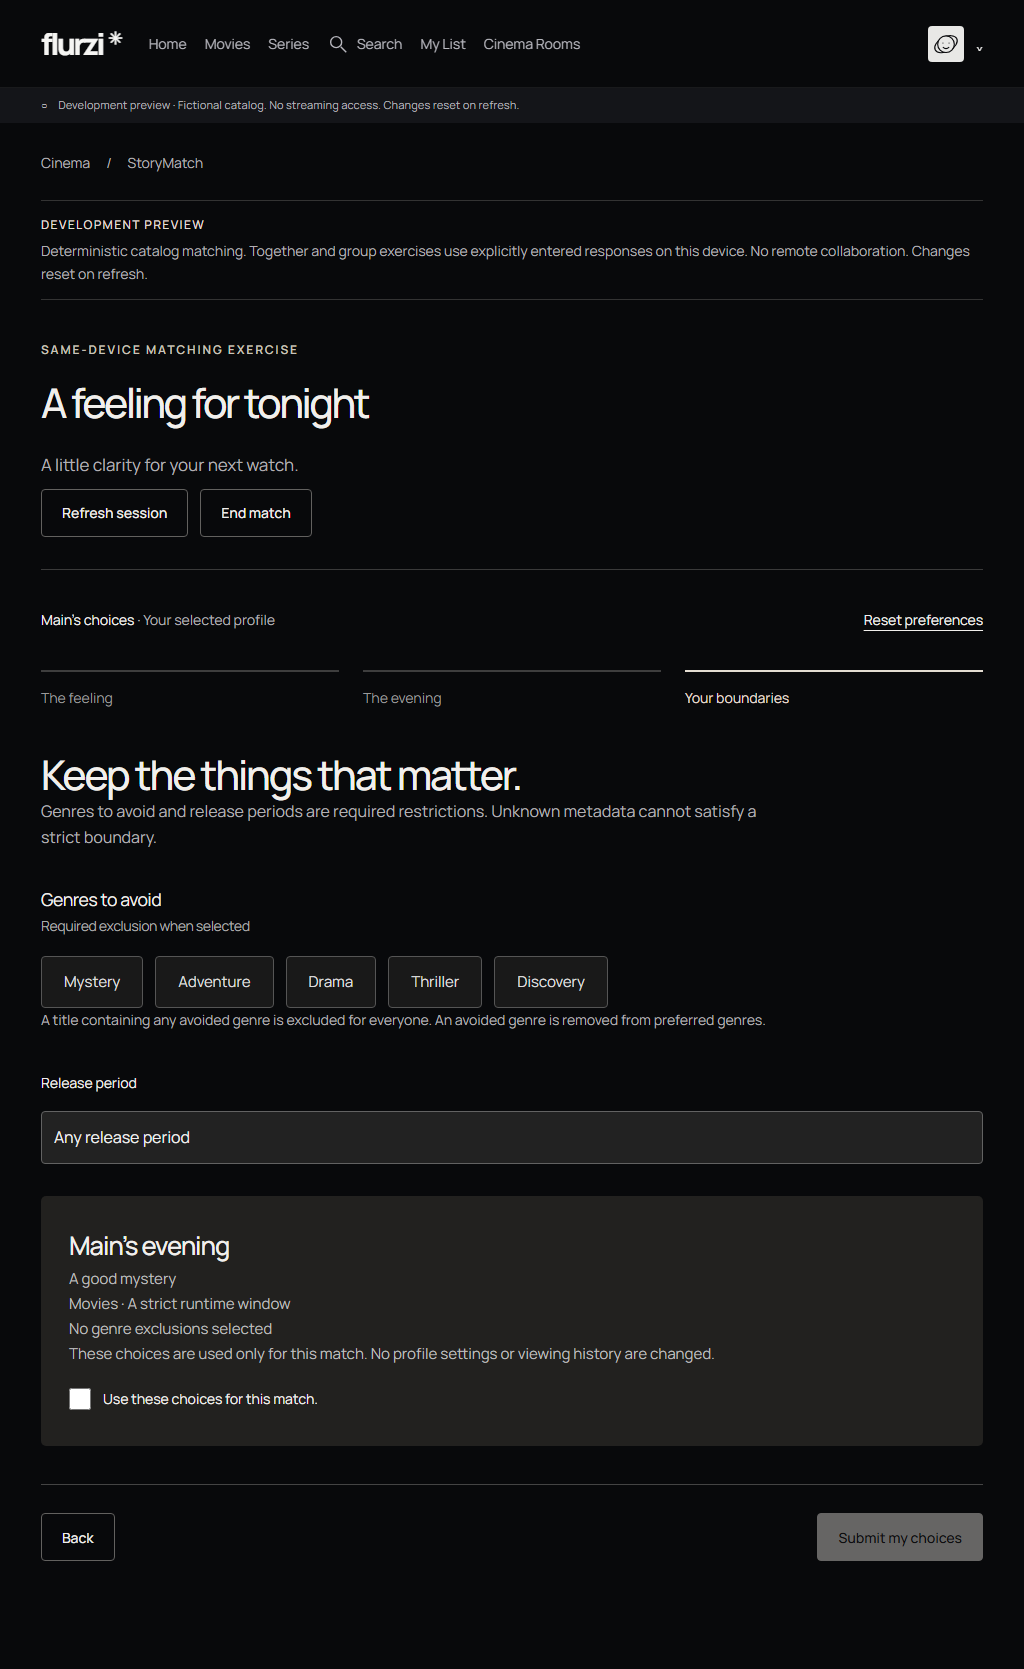 flurzi*
Home Movies Series Search My List Cinema Rooms
Development preview · Fictional catalog. No streaming access. Changes reset on refresh.
Cinema / StoryMatch
DEVELOPMENT PREVIEW
Deterministic catalog matching. Together and group exercises use explicitly entered responses on this device. No remote collaboration. Changes
reset on refresh.
SAME-DEVICE MATCHING EXERCISE
A feeling for tonight
A little clarity for your next watch.
Refresh session End match
Main's choices · Your selected profile Reset preferences
The feeling The evening Your boundaries
Keep the things that matter.
Genres to avoid and release periods are required restrictions. Unknown metadata cannot satisfy a
strict boundary.
Genres to avoid
Required exclusion when selected
Mystery Adventure Drama Thriller Discovery
A title containing any avoided genre is excluded for everyone. An avoided genre is removed from preferred genres.
Release period
Any release period
Main's evening
A good mystery
Movies · A strict runtime window
No genre exclusions selected
These choices are used only for this match. No profile settings or viewing history are changed.
Use these choices for this match.
Back Submit my choices